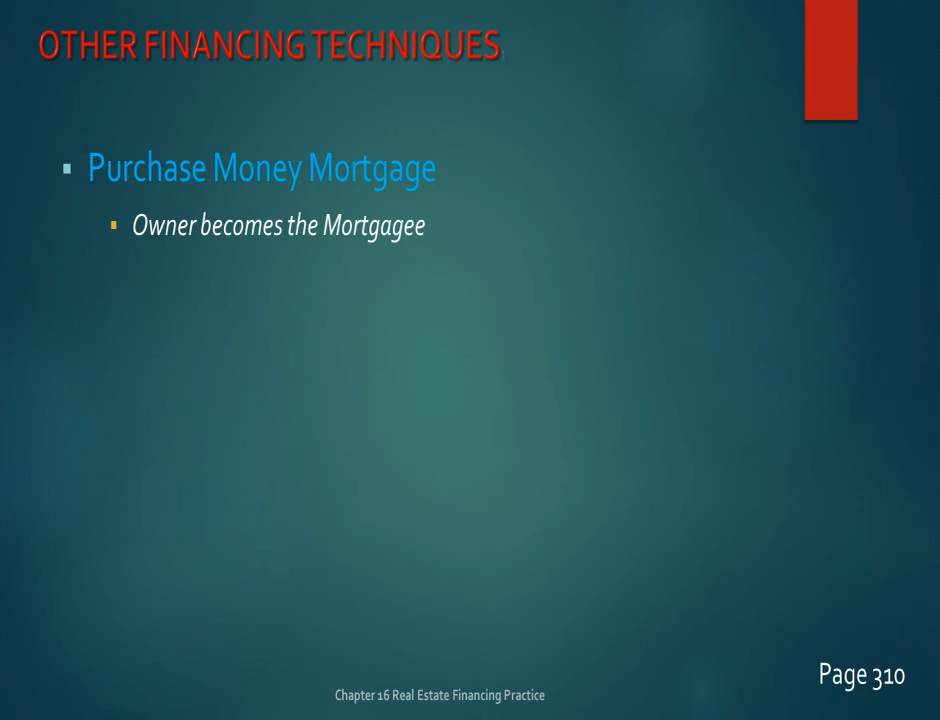 OTHER FINANCING TECHNIQUES
▪ Purchase Money Mortgage
▪ Owner becomes the Mortgagee
Page 310
Chapter 16 Real Estate Financing Practice